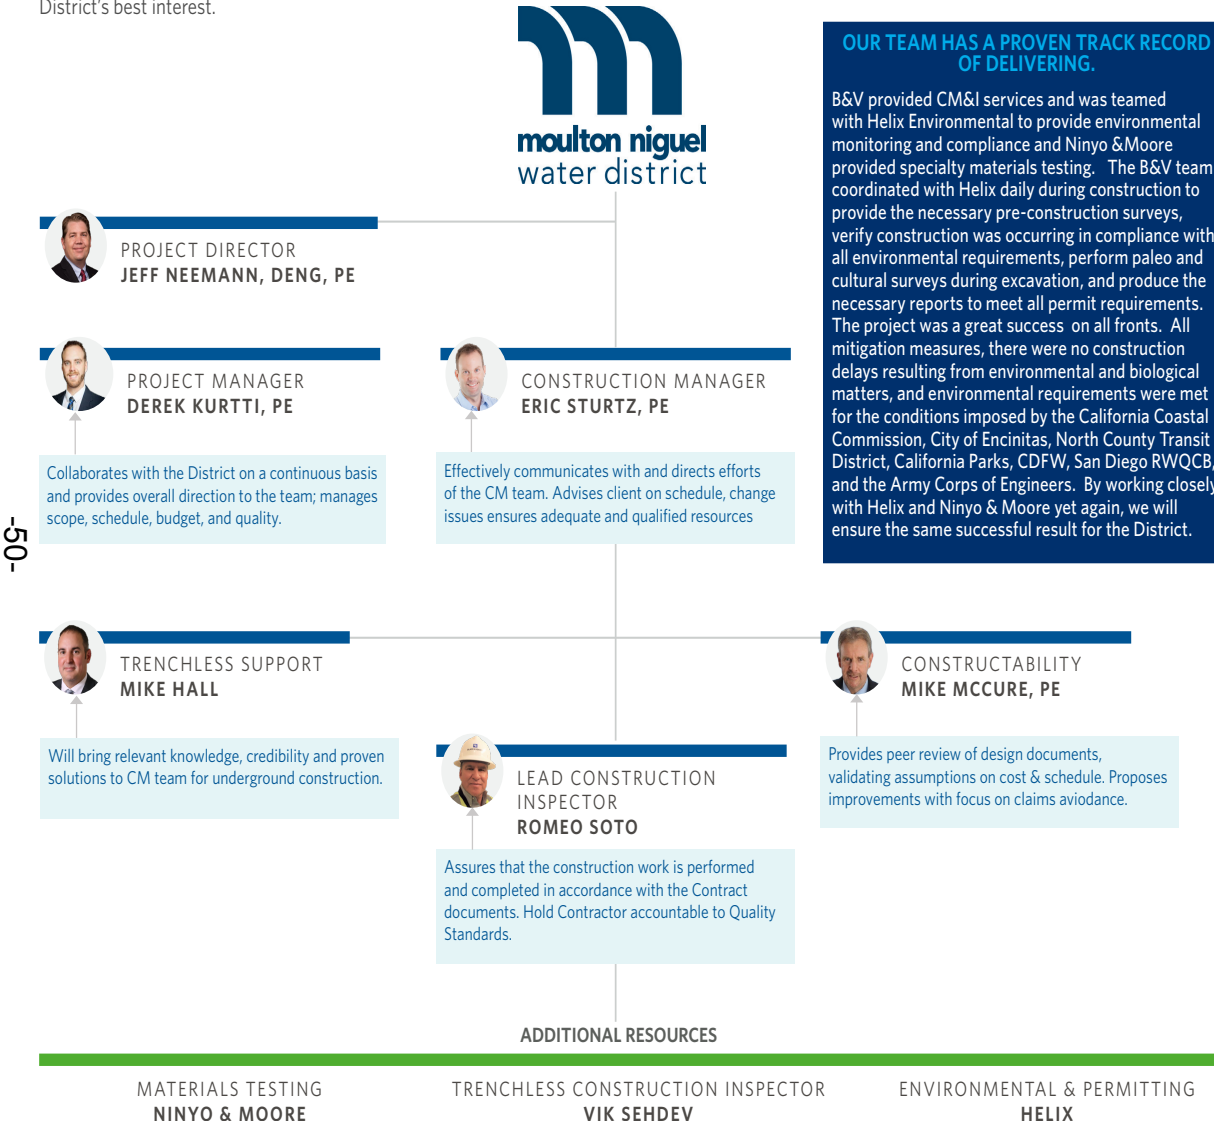 District's best interest.
moulton niguel
water district
OUR TEAM HAS A PROVEN TRACK RECORD
OF DELIVERING.
B&V provided CM&I services and was teamed
with Helix Environmental to provide environmental
monitoring and compliance and Ninyo &Moore
provided specialty materials testing. The B&V team
coordinated with Helix daily during construction to
provide the necessary pre-construction surveys,
verify construction was occurring in compliance with
all environmental requirements, perform paleo and
cultural surveys during excavation, and produce the
necessary reports to meet all permit requirements.
The project was a great success on all fronts. All
mitigation measures, there were no construction
delays resulting from environmental and biological
matters, and environmental requirements were met
for the conditions imposed by the California Coastal
Commission, City of Encinitas, North County Transit
District, California Parks, CDFW, San Diego RWQCB,
and the Army Corps of Engineers. By working closely
with Helix and Ninyo & Moore yet again, we will
ensure the same successful result for the District.
PROJECT DIRECTOR
JEFF NEEMANN, DENG, PE
PROJECT MANAGER
DEREK KURTTI, PE
Collaborates with the District on a continuous basis
and provides overall direction to the team; manages
scope, schedule, budget, and quality.
CONSTRUCTION MANAGER
ERIC STURTZ, PE
Effectively communicates with and directs efforts
of the CM team. Advises client on schedule, change
issues ensures adequate and qualified resources
-50-
TRENCHLESS SUPPORT
MIKE HALL
Will bring relevant knowledge, credibility and proven
solutions to CM team for underground construction.
CONSTRUCTABILITY
MIKE MCCURE, PE
Provides peer review of design documents,
validating assumptions on cost & schedule. Proposes
improvements with focus on claims aviodance.
LEAD CONSTRUCTION
INSPECTOR
ROMEO SOTO
Assures that the construction work is performed
and completed in accordance with the Contract
documents. Hold Contractor accountable to Quality
Standards.
ADDITIONAL RESOURCES
MATERIALS TESTING
NINYO & MOORE
TRENCHLESS CONSTRUCTION INSPECTOR
VIK SEHDEV
ENVIRONMENTAL & PERMITTING
HELIX